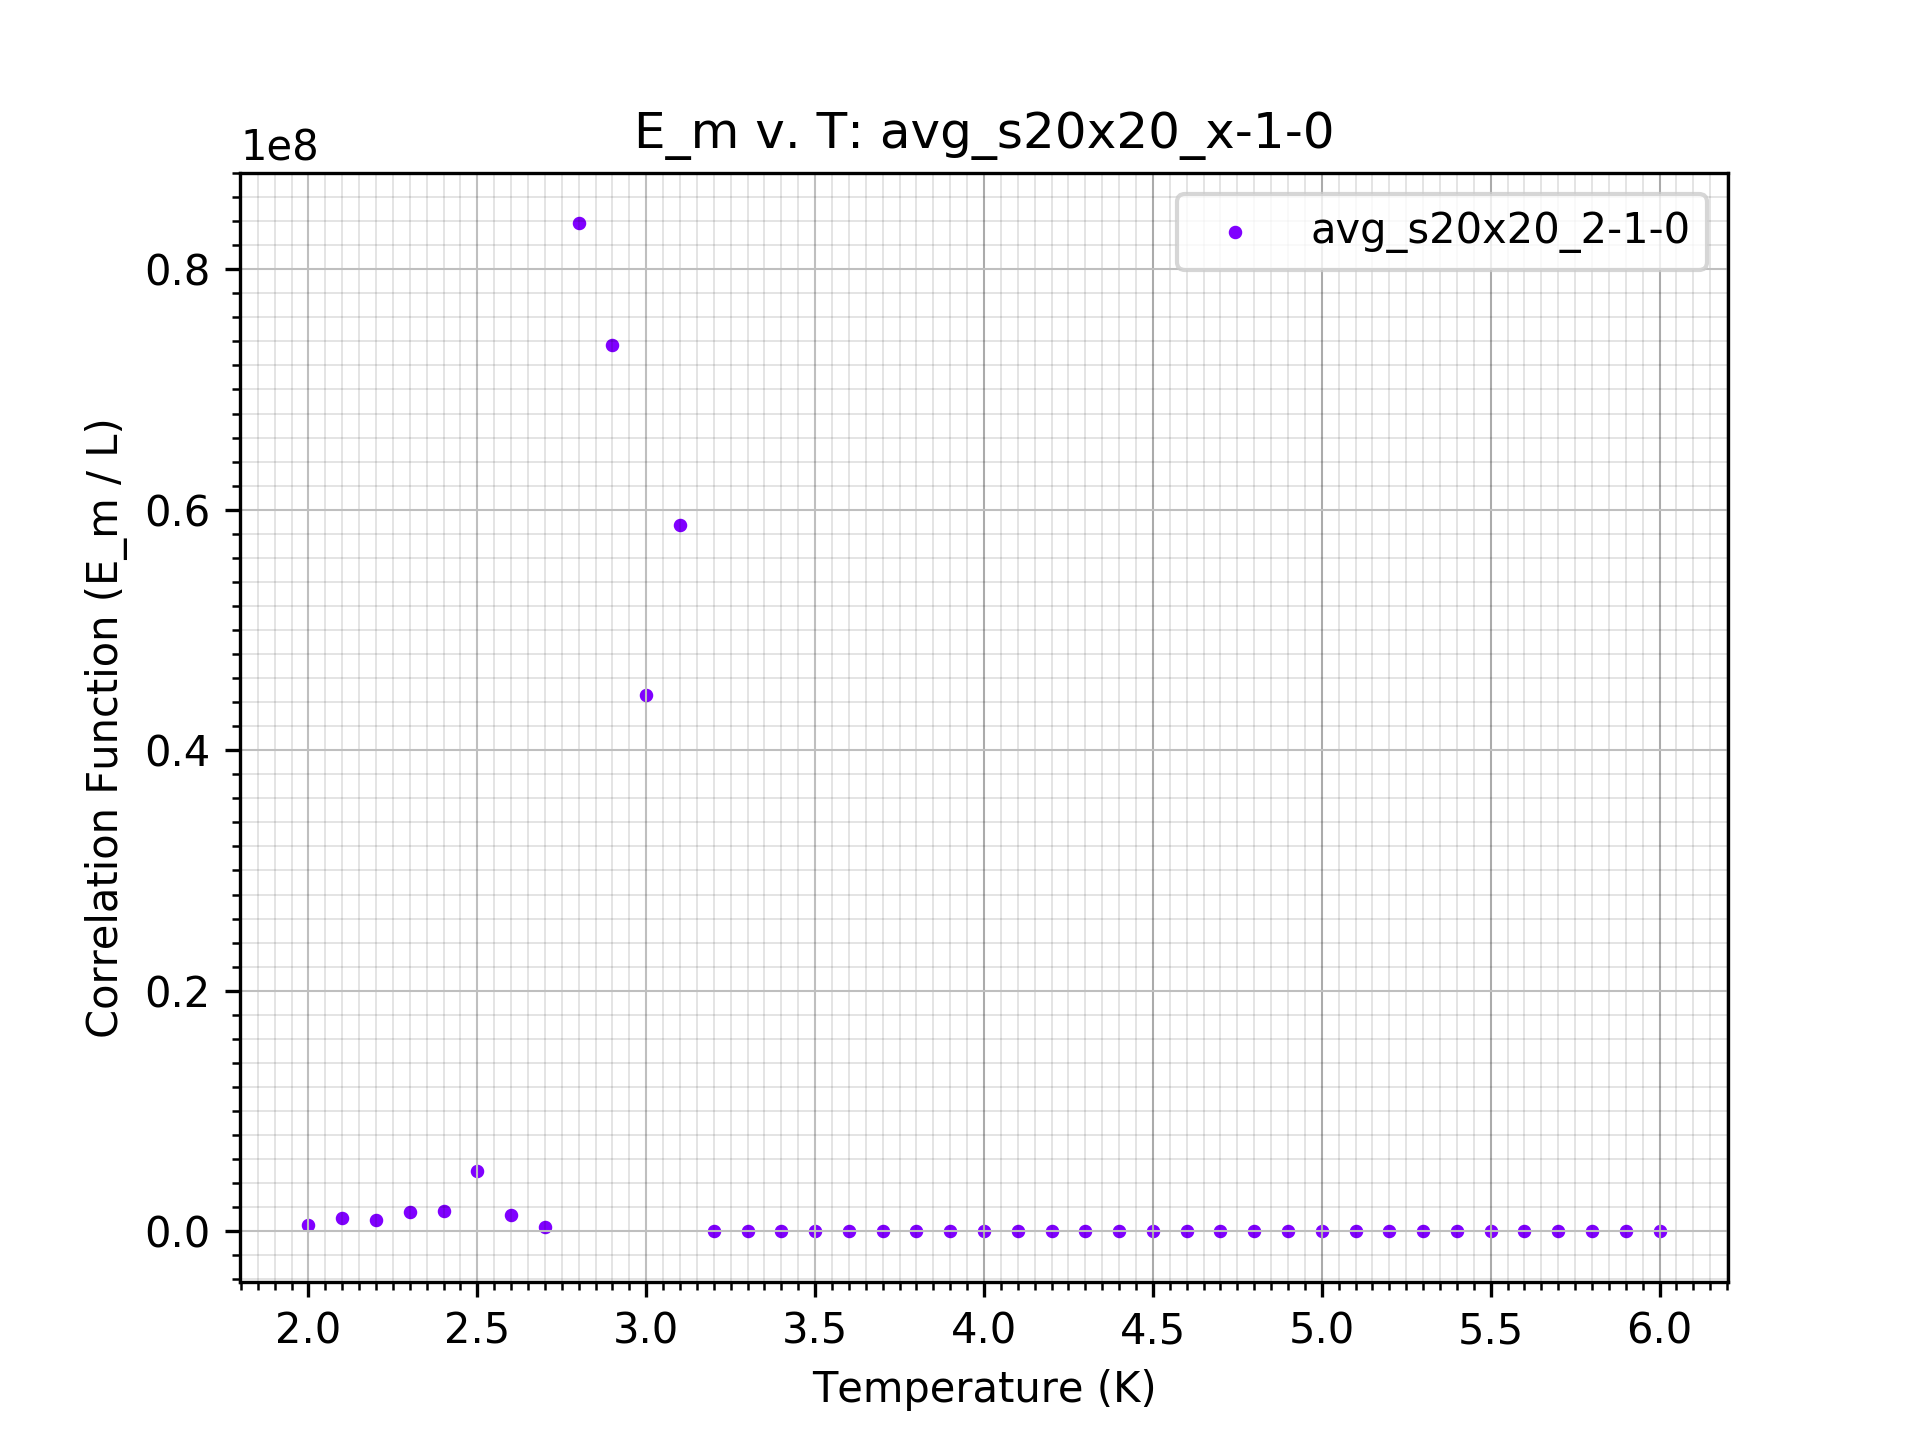 E_m v. T: avg_s20x20_x-1-0
1e8
avg_s20x20_2-1-0
0.8
0.6
0.4
0.2
0.0
Correlation Function (E_m / L)
2.0 2.5 3.0 3.5 4.0 4.5 5.0 5.5 6.0
Temperature (K)